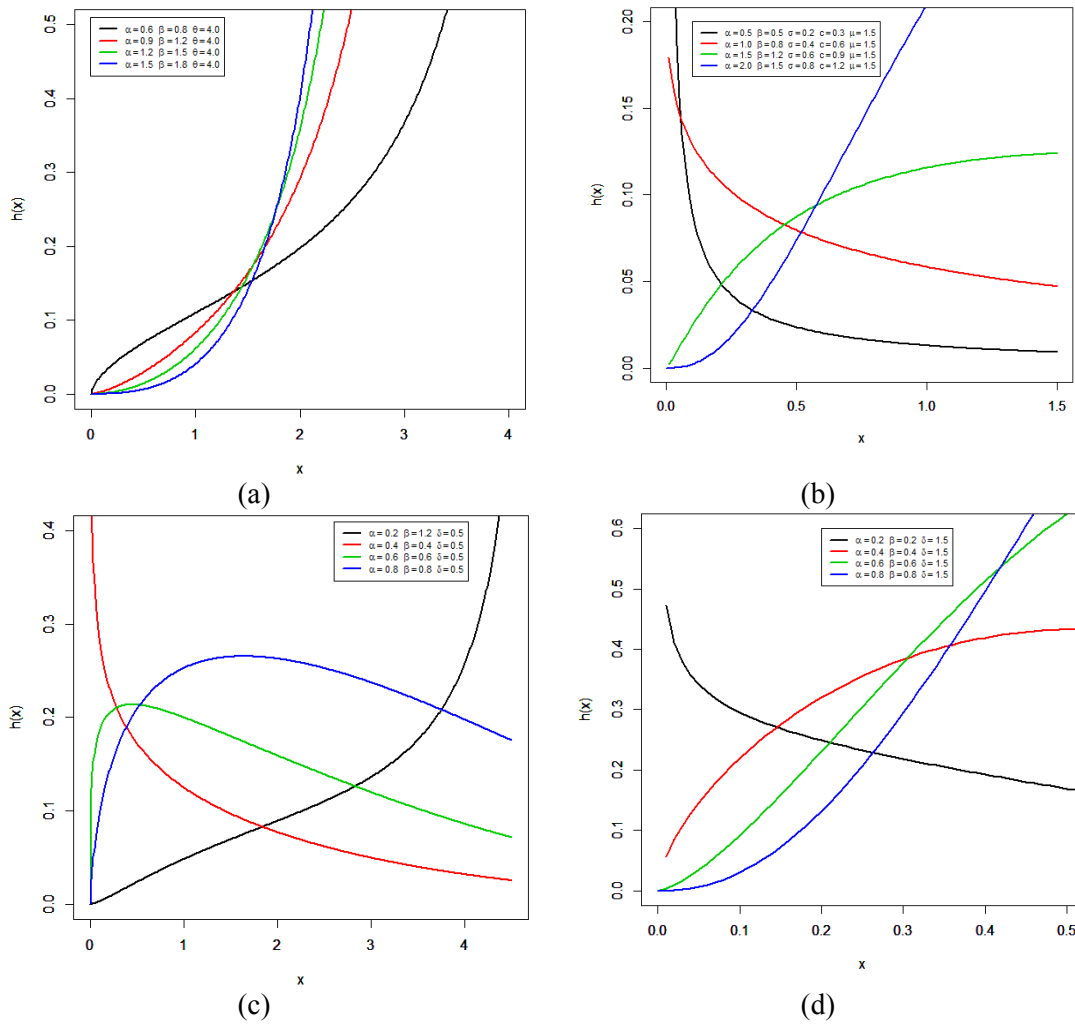 α=0.6 β=0.8 θ=4.0
α=0.9 β=1.2 θ=4.0
α=1.2 β=1.5 θ=4.0
α=1.5 β=1.8 θ=4.0
0.5
0.4
0.3
0.2
0.1
0.0
h(x)
0 1 2 3 4
x
(a)
α=0.5 β=0.5 σ=0.2 c=0.3 μ=1.5
α=1.0 β=0.8 σ=0.4 c=0.6 μ=1.5
α=1.5 β=1.2 σ=0.6 c=0.9 μ=1.5
α=2.0 β=1.5 σ=0.8 c=1.2 μ=1.5
0.20
0.15
0.10
0.05
0.00
h(x)
0.0 0.5 1.0 1.5
x
(b)
α=0.2 β=1.2 δ=0.5
α=0.4 β=0.4 δ=0.5
α=0.6 β=0.6 δ=0.5
α=0.8 β=0.8 δ=0.5
0.4
0.3
0.2
0.1
0.0
h(x)
0 1 2 3 4
x
(c)
α=0.2 β=0.2 δ=1.5
α=0.4 β=0.4 δ=1.5
α=0.6 β=0.6 δ=1.5
α=0.8 β=0.8 δ=1.5
0.6
0.5
0.4
0.3
0.2
0.1
0.0
h(x)
0.0 0.1 0.2 0.3 0.4 0.5
x
(d)